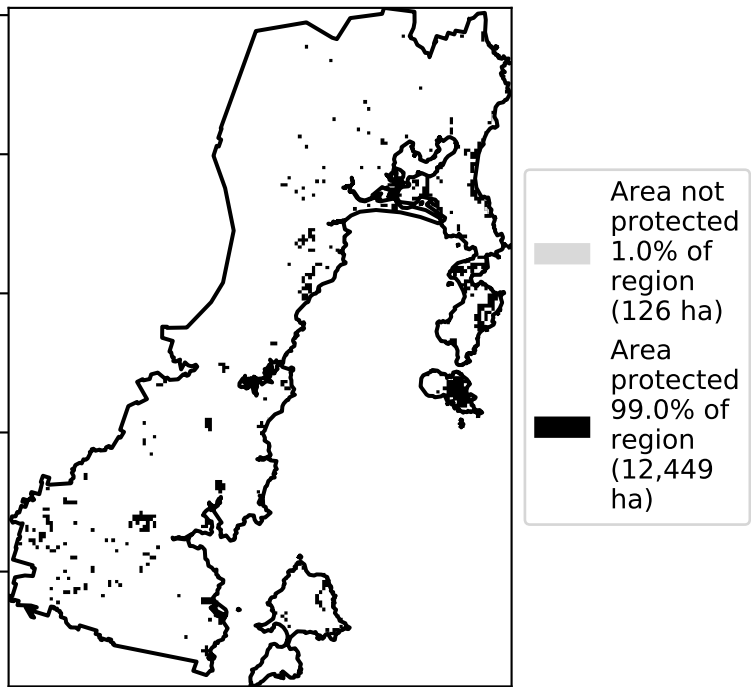 Area not
protected
1.0% of
region
(126 ha)
Area
protected
99.0% of
region
(12,449
ha)